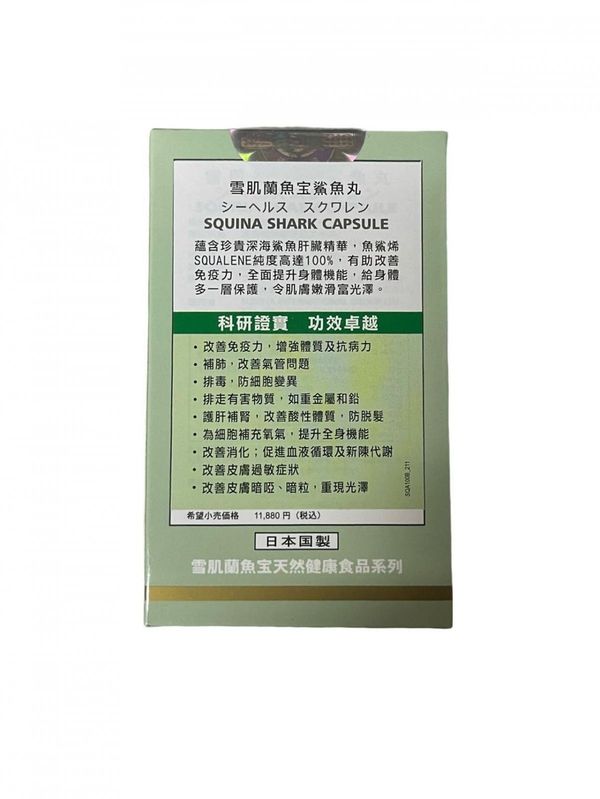 雪肌蘭魚宝鯊魚丸
シーヘルス スクワレン
SQUINA SHARK CAPSULE
蘊含珍貴深海鯊魚肝臟精華，魚鯊烯
SQUALENE純度高達100%，有助改善
免疫力，全面提升身體機能，給身體
多一層保護，令肌膚嫩滑富光澤。
科研證實 功效卓越
・改善免疫力，增強體質及抗病力
・補肺，改善氣管問題
・排毒，防細胞變異
・排走有害物質，如重金屬和鉛
・護肝補腎，改善酸性體質，防脱髮
・為細胞補充氧氣，提升全身機能
・改善消化；促進血液循環及新陳代謝
・改善皮膚過敏症狀
・改善皮膚暗啞、暗粒，重現光澤
SQA100B_211
希望小売価格 11,880円（税込）
日本国製
雪肌蘭魚宝天然健康食品系列